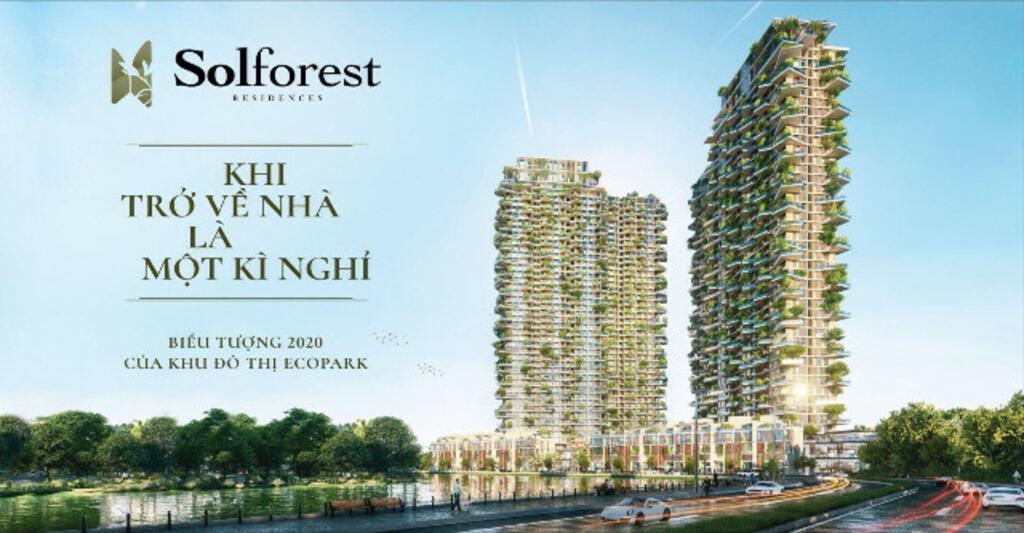 Solforest
RESIDENCES
KHI
TRỞ VỀ NHÀ
LÀ
MỘT KÌ NGHỈ
BIỂU TƯỢNG 2020
CỦA KHU ĐÔ THỊ ECOPARK